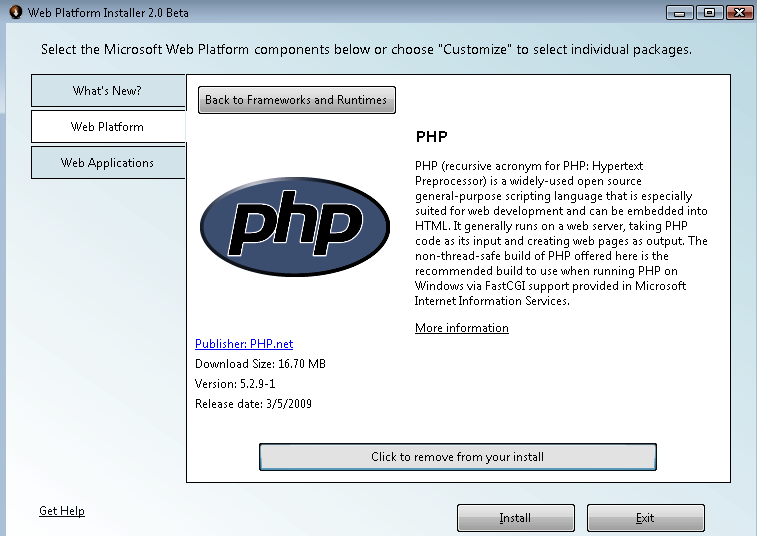 Web Platform Installer 2.0 Beta
Select the Microsoft Web Platform components below or choose "Customize" to select individual packages.
What's New?
Web Platform
Web Applications
Back to Frameworks and Runtimes
php
PHP
PHP (recursive acronym for PHP: Hypertext
Preprocessor) is a widely-used open source
general-purpose scripting language that is especially
suited for web development and can be embedded into
HTML. It generally runs on a web server, taking PHP
code as its input and creating web pages as output. The
non-thread-safe build of PHP offered here is the
recommended build to use when running PHP on
Windows via FastCGI support provided in Microsoft
Internet Information Services.
More information
Publisher: PHP.net
Download Size: 16.70 MB
Version: 5.2.9-1
Release date: 3/5/2009
Click to remove from your install
Get Help
Install
Exit